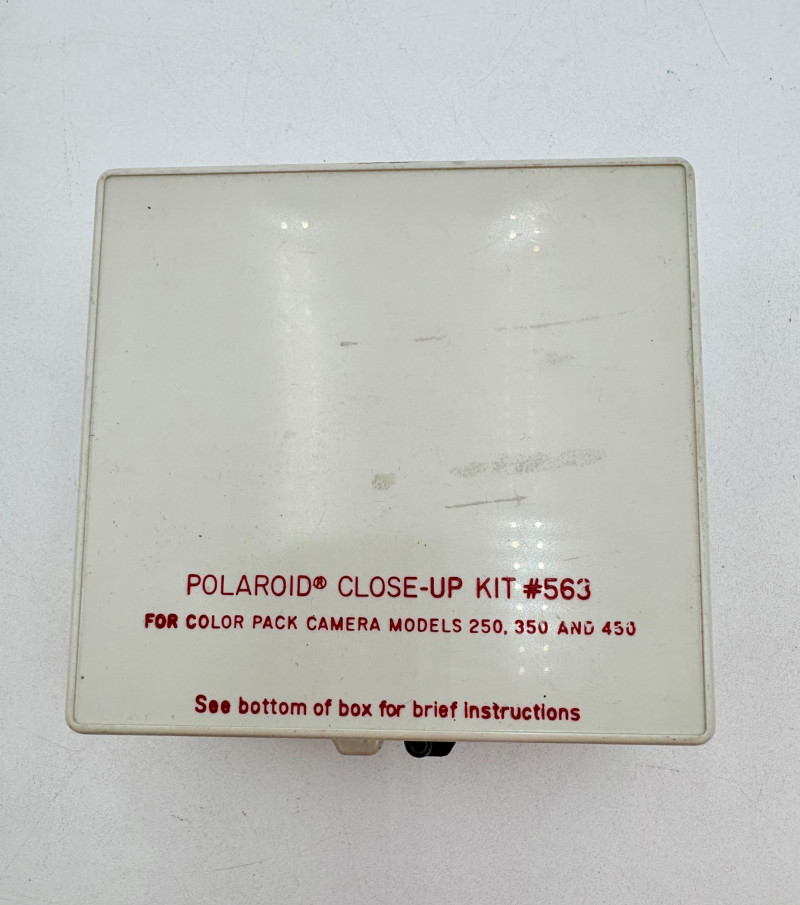 POLAROID® CLOSE-UP KIT #563
FOR COLOR PACK CAMERA MODELS 250, 350 AND 450
See bottom of box for brief instructions